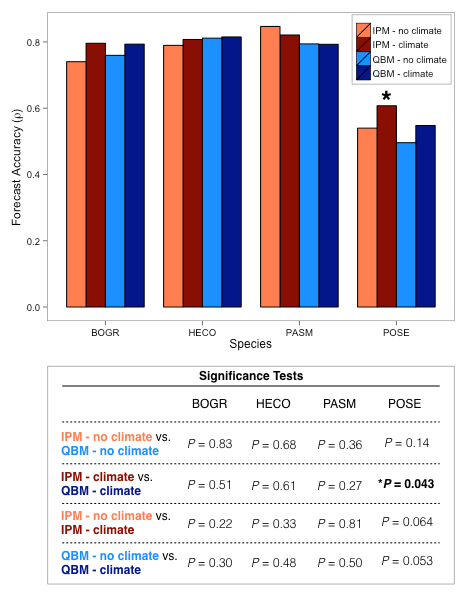 IPM - no climate
IPM - climate
QBM - no climate
QBM - climate
*
0.8
0.6
0.4
0.2
0.0
Forecast Accuracy (ρ)
BOGR HECO PASM POSE
Species
Significance Tests
BOGR HECO PASM POSE
IPM - no climate vs.
QBM - no climate
P = 0.83 P = 0.68 P = 0.36 P = 0.14
IPM - climate vs.
QBM - climate
P = 0.51 P = 0.61 P = 0.27 *P = 0.043
IPM - no climate vs.
IPM - climate
P = 0.22 P = 0.33 P = 0.81 P = 0.064
QBM - no climate vs.
QBM - climate
P = 0.30 P = 0.48 P = 0.50 P = 0.053